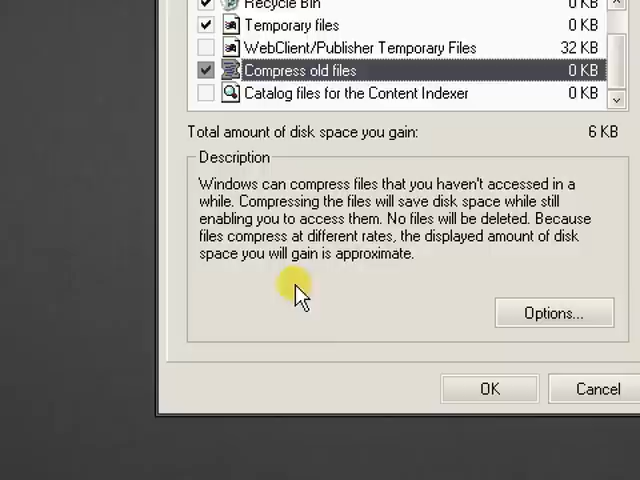 Recycle Bin 0 KB
Temporary files 0 KB
WebClient/Publisher Temporary Files 32 KB
Compress old files 0 KB
Catalog files for the Content Indexer 0 KB
Total amount of disk space you gain: 6 KB
Description
Windows can compress files that you haven't accessed in a
while. Compressing the files will save disk space while still
enabling you to access them. No files will be deleted. Because
files compress at different rates, the displayed amount of disk
space you will gain is approximate.
Options...
OK Cancel